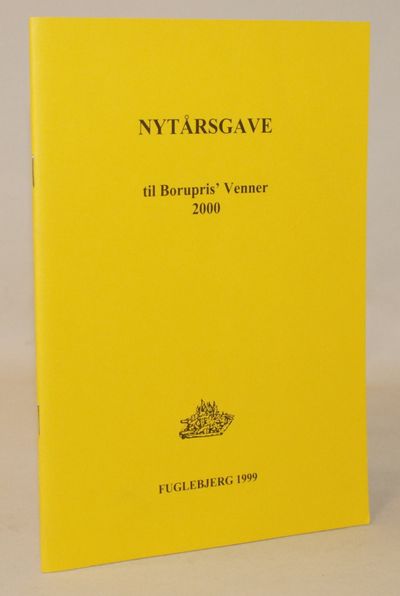 NYTÅRSGAVE
til Borupris' Venner
2000
FUGLEBJERG 1999